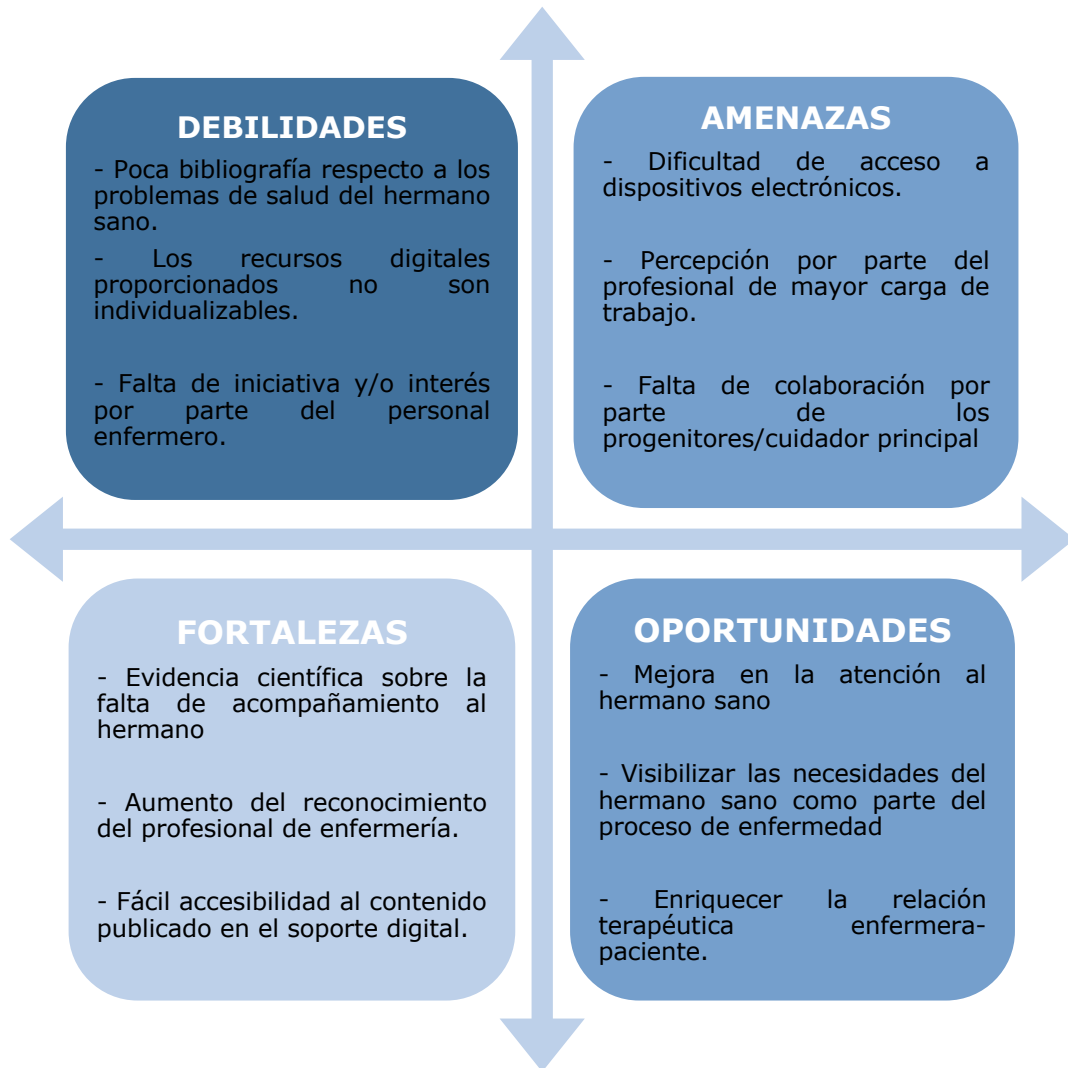 DEBILIDADES
- Poca bibliografía respecto a los
problemas de salud del hermano
sano.
- Los recursos digitales
proporcionados no son
individualizables.
- Falta de iniciativa y/o interés
por parte del personal
enfermero.
AMENAZAS
- Dificultad de acceso a
dispositivos electrónicos.
- Percepción por parte del
profesional de mayor carga de
trabajo.
- Falta de colaboración por
parte de los
progenitores/cuidador principal
FORTALEZAS
- Evidencia científica sobre la
falta de acompañamiento al
hermano
- Aumento del reconocimiento
del profesional de enfermería.
- Fácil accesibilidad al contenido
publicado en el soporte digital.
OPORTUNIDADES
- Mejora en la atención al
hermano sano
- Visibilizar las necesidades del
hermano sano como parte del
proceso de enfermedad
- Enriquecer la relación
terapéutica enfermera-
paciente.